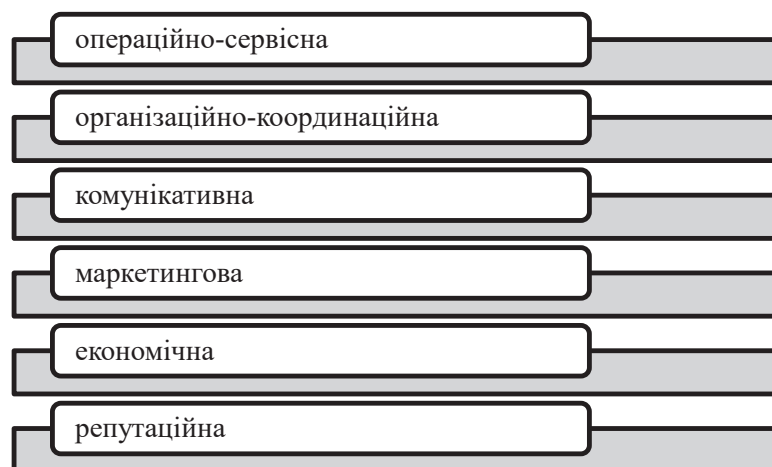 операційно-сервісна
організаційно-координаційна
комунікативна
маркетингова
економічна
репутаційна